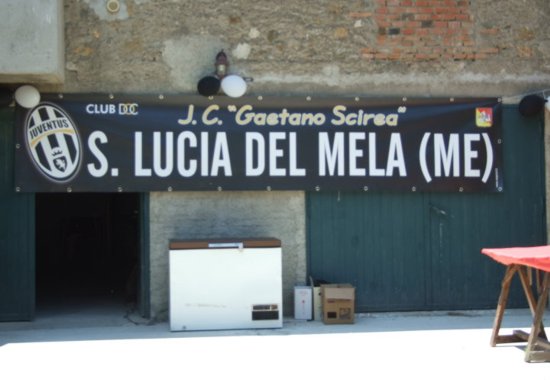 CLUB DOC
J.C. "Gaetano Scirea"
JUVENTUS
S. LUCIA DEL MELA (ME)